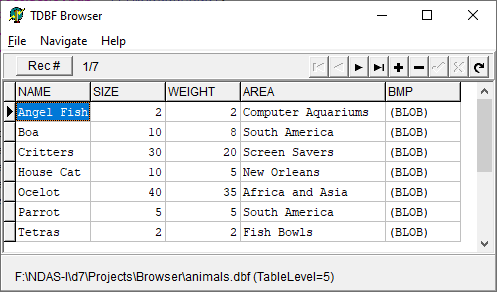 TDBF Browser
File Navigate Help
Rec # 1/7
NAME SIZE WEIGHT AREA BMP
Angel Fish 2 2 Computer Aquariums (BLOB)
Boa 10 8 South America (BLOB)
Critters 30 20 Screen Savers (BLOB)
House Cat 10 5 New Orleans (BLOB)
Ocelot 40 35 Africa and Asia (BLOB)
Parrot 5 5 South America (BLOB)
Tetras 2 2 Fish Bowls (BLOB)
F:\NDAS-I\d7\Projects\Browser\animals.dbf (TableLevel=5)